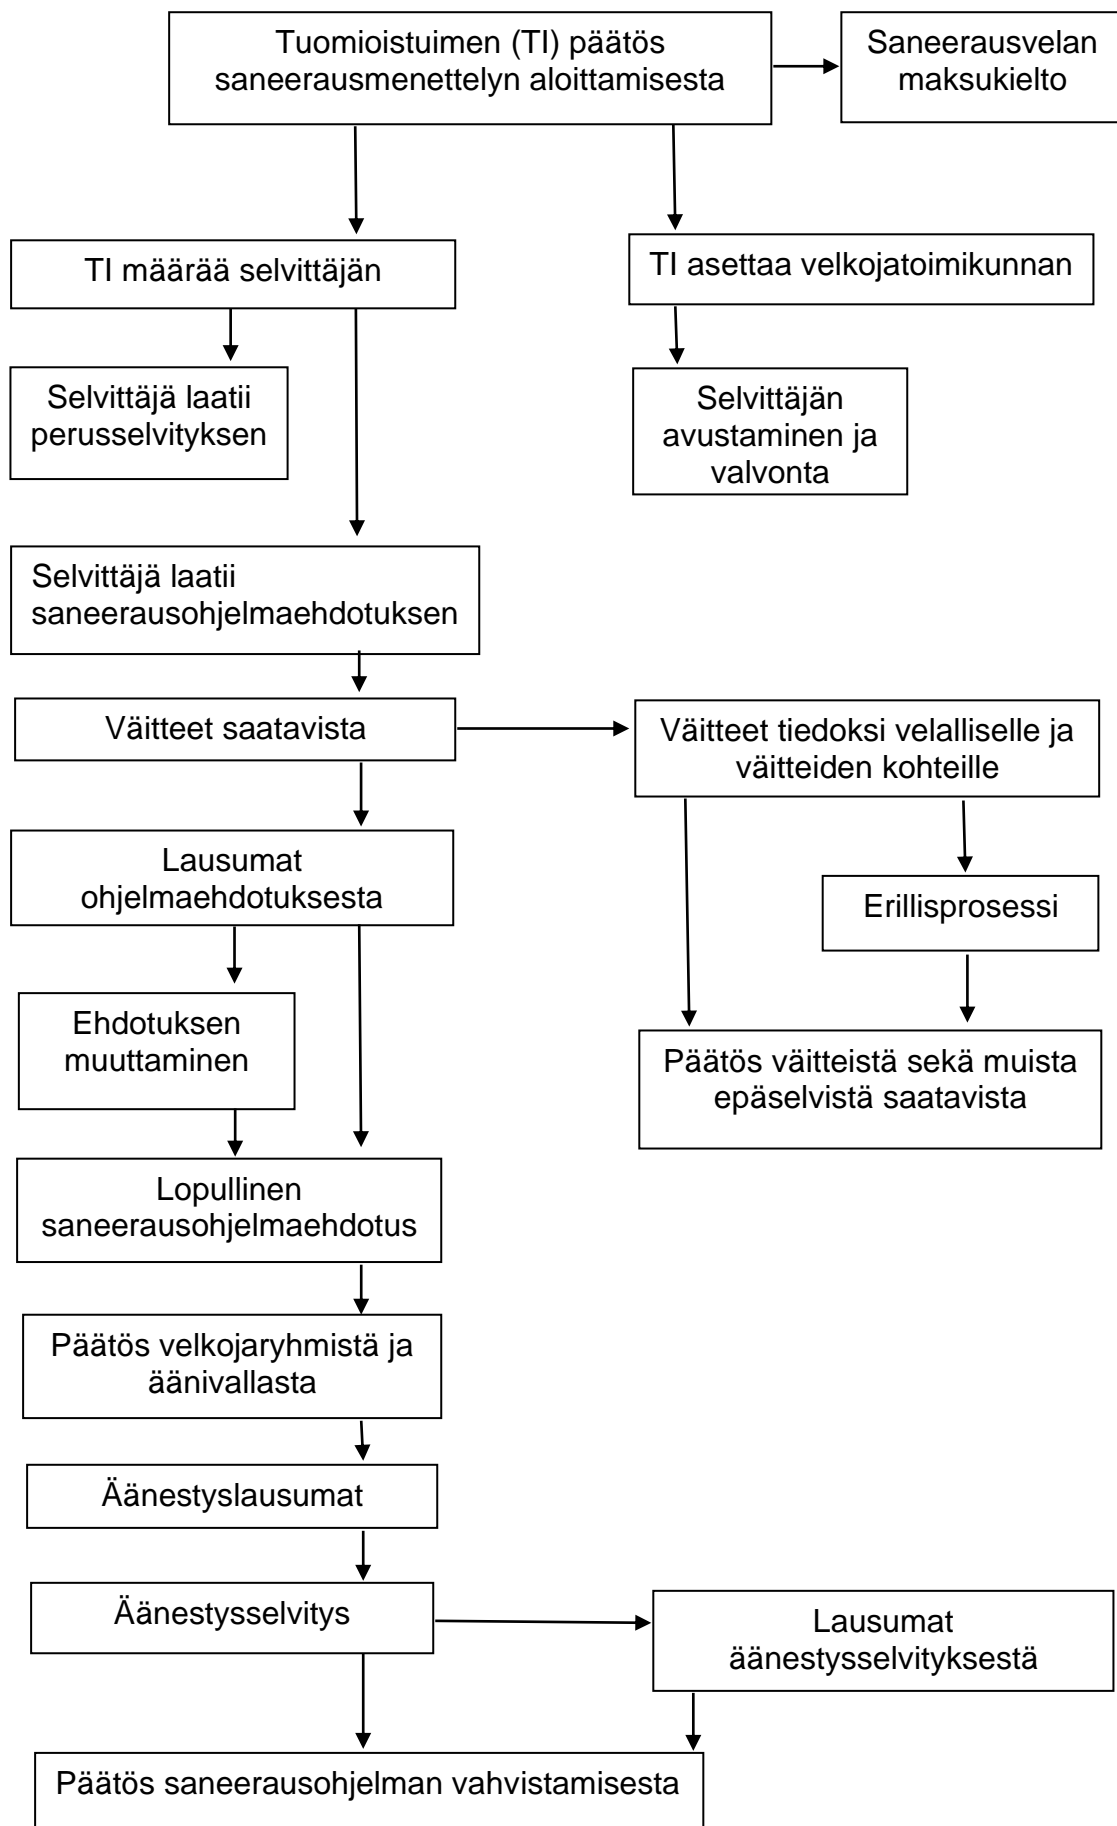 Tuomioistuimen (TI) päätös
saneerausmenettelyn aloittamisesta
Saneerausvelan
maksukielto
TI määrää selvittäjän
TI asettaa velkojatoimikunnan
Selvittäjä laatii
perusselvityksen
Selvittäjän
avustaminen ja
valvonta
Selvittäjä laatii
saneerausohjelmaehdotuksen
Väitteet saatavista
Väitteet tiedoksi velalliselle ja
väitteiden kohteille
Lausumat
ohjelmaehdotuksesta
Erillisprosessi
Ehdotuksen
muuttaminen
Päätös väitteistä sekä muista
epäselvistä saatavista
Lopullinen
saneerausohjelmaehdotus
Päätös velkojaryhmistä ja
äänivallasta
Äänestyslausumat
Äänestysselvitys
Lausumat
äänestysselvityksestä
Päätös saneerausohjelman vahvistamisesta